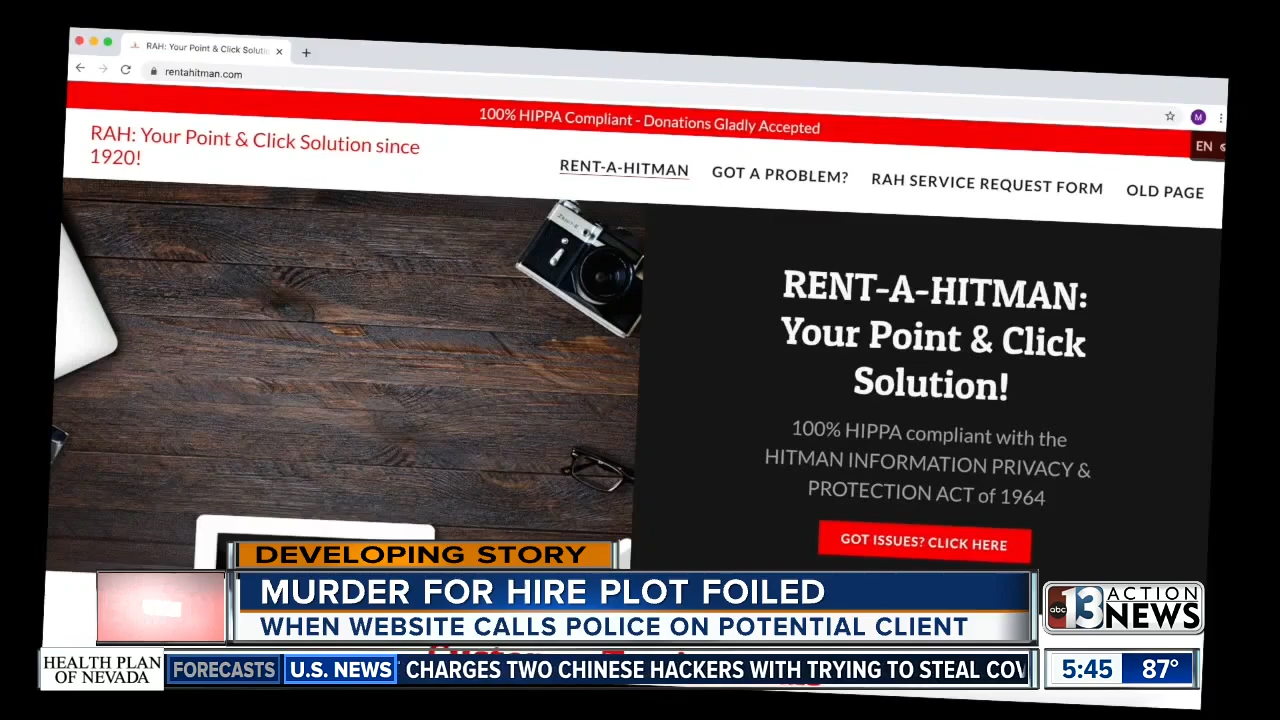 RAH: Your Point & Click Soluti
rentahitman.com
M
100% HIPPA Compliant - Donations Gladly Accepted
EN
RAH: Your Point & Click Solution since
1920!
RENT-A-HITMAN
GOT A PROBLEM?
RAH SERVICE REQUEST FORM
OLD PAGE
RENT-A-HITMAN:
Your Point & Click
Solution!
100% HIPPA compliant with the
HITMAN INFORMATION PRIVACY &
PROTECTION ACT of 1964
GOT ISSUES? CLICK HERE
DEVELOPING STORY
MURDER FOR HIRE PLOT FOILED
WHEN WEBSITE CALLS POLICE ON POTENTIAL CLIENT
abc 13 ACTION
NEWS
HEALTH PLAN
OF NEVADA
FORECASTS
U.S. NEWS
CHARGES TWO CHINESE HACKERS WITH TRYING TO STEAL COV
5:45
87°